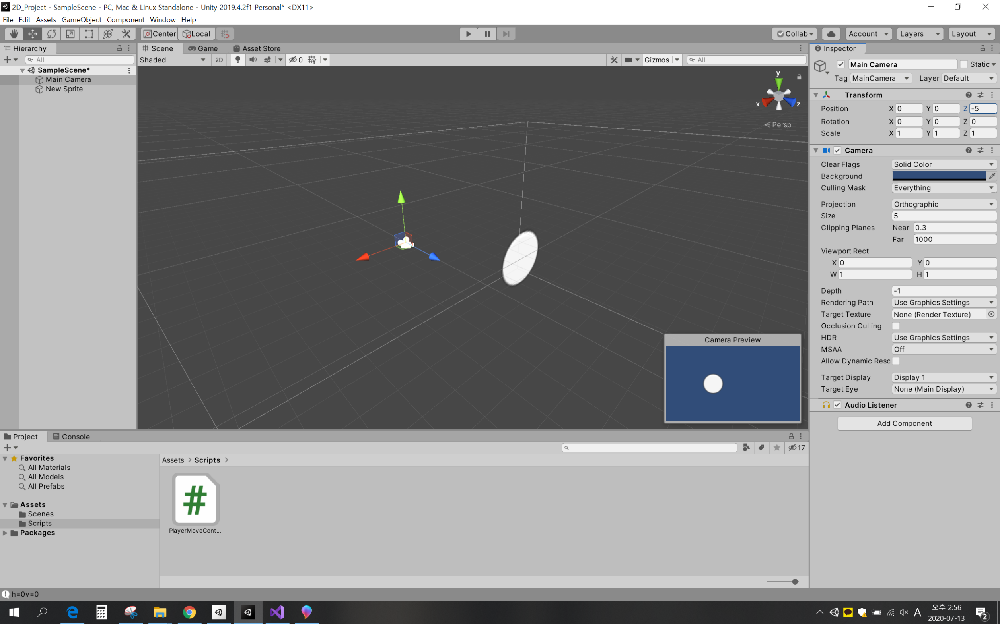 2D_Project - SampleScene - PC, Mac & Linux Standalone - Unity 2019.4.2f1 Personal* <DX11>
File Edit Assets GameObject Component Window Help
Center Local Collab Account Layers Layout
Hierarchy
All
SampleScene*
Main Camera
New Sprite
Scene Game Asset Store
Shaded 2D 0 Gizmos All
y
x z
Persp
Camera Preview
Inspector
Main Camera Static
Tag MainCamera Layer Default
Transform
Position X 0 Y 0 Z -5
Rotation X 0 Y 0 Z 0
Scale X 1 Y 1 Z 1
Camera
Clear Flags Solid Color
Background
Culling Mask Everything
Projection Orthographic
Size 5
Clipping Planes Near 0.3
Far 1000
Viewport Rect
X 0 Y 0
W 1 H 1
Depth -1
Rendering Path Use Graphics Settings
Target Texture None (Render Texture)
Occlusion Culling
HDR Use Graphics Settings
MSAA Off
Allow Dynamic Reso
Target Display Display 1
Target Eye None (Main Display)
Audio Listener
Add Component
Project Console
17
Favorites
All Materials
All Models
All Prefabs
Assets
Scenes
Scripts
Packages
Assets > Scripts >
#
PlayerMoveCont...
h=0v=0
A
오후 2:56
2020-07-13
2